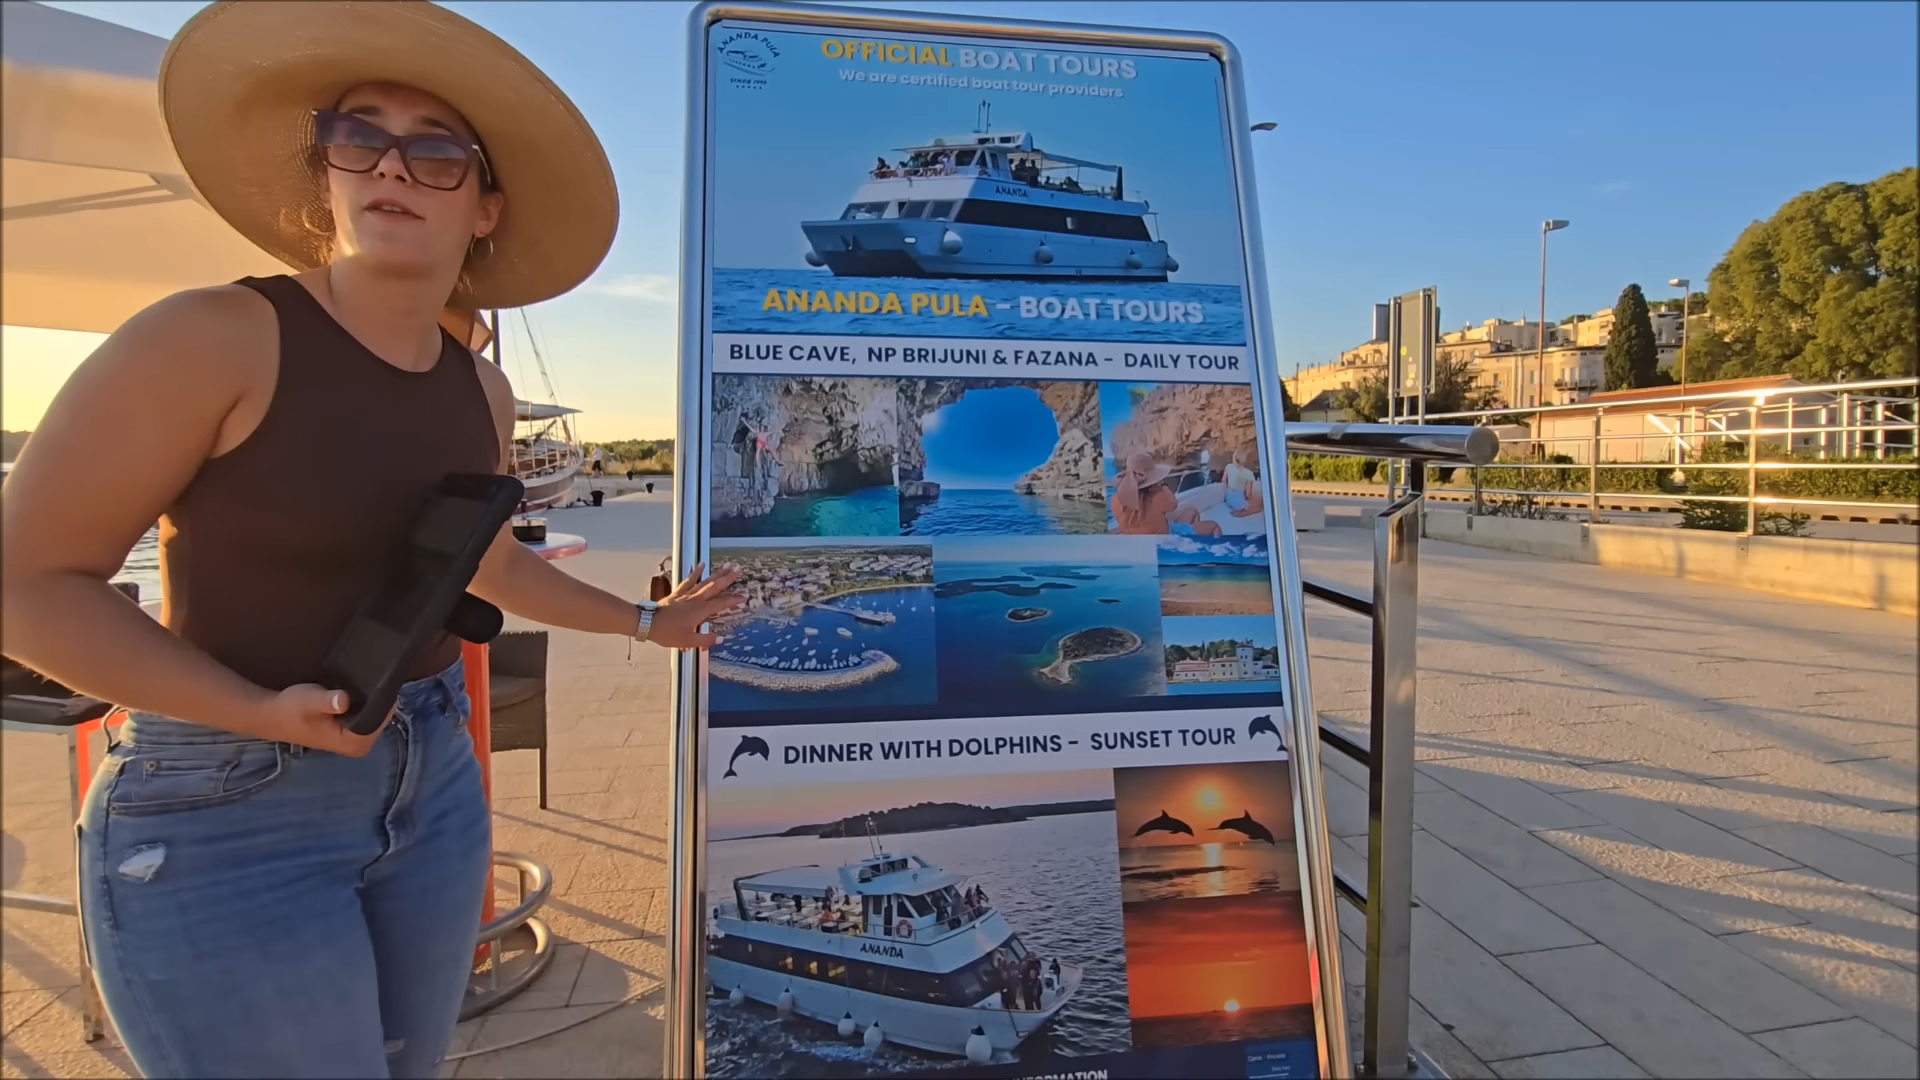 ANANDA PULA
SINCE 1995
OFFICIAL BOAT TOURS
We are certified boat tour providers
ANANDA
ANANDA PULA - BOAT TOURS
BLUE CAVE, NP BRIJUNI & FAZANA - DAILY TOUR
DINNER WITH DOLPHINS - SUNSET TOUR
ANANDA
INFORMATION